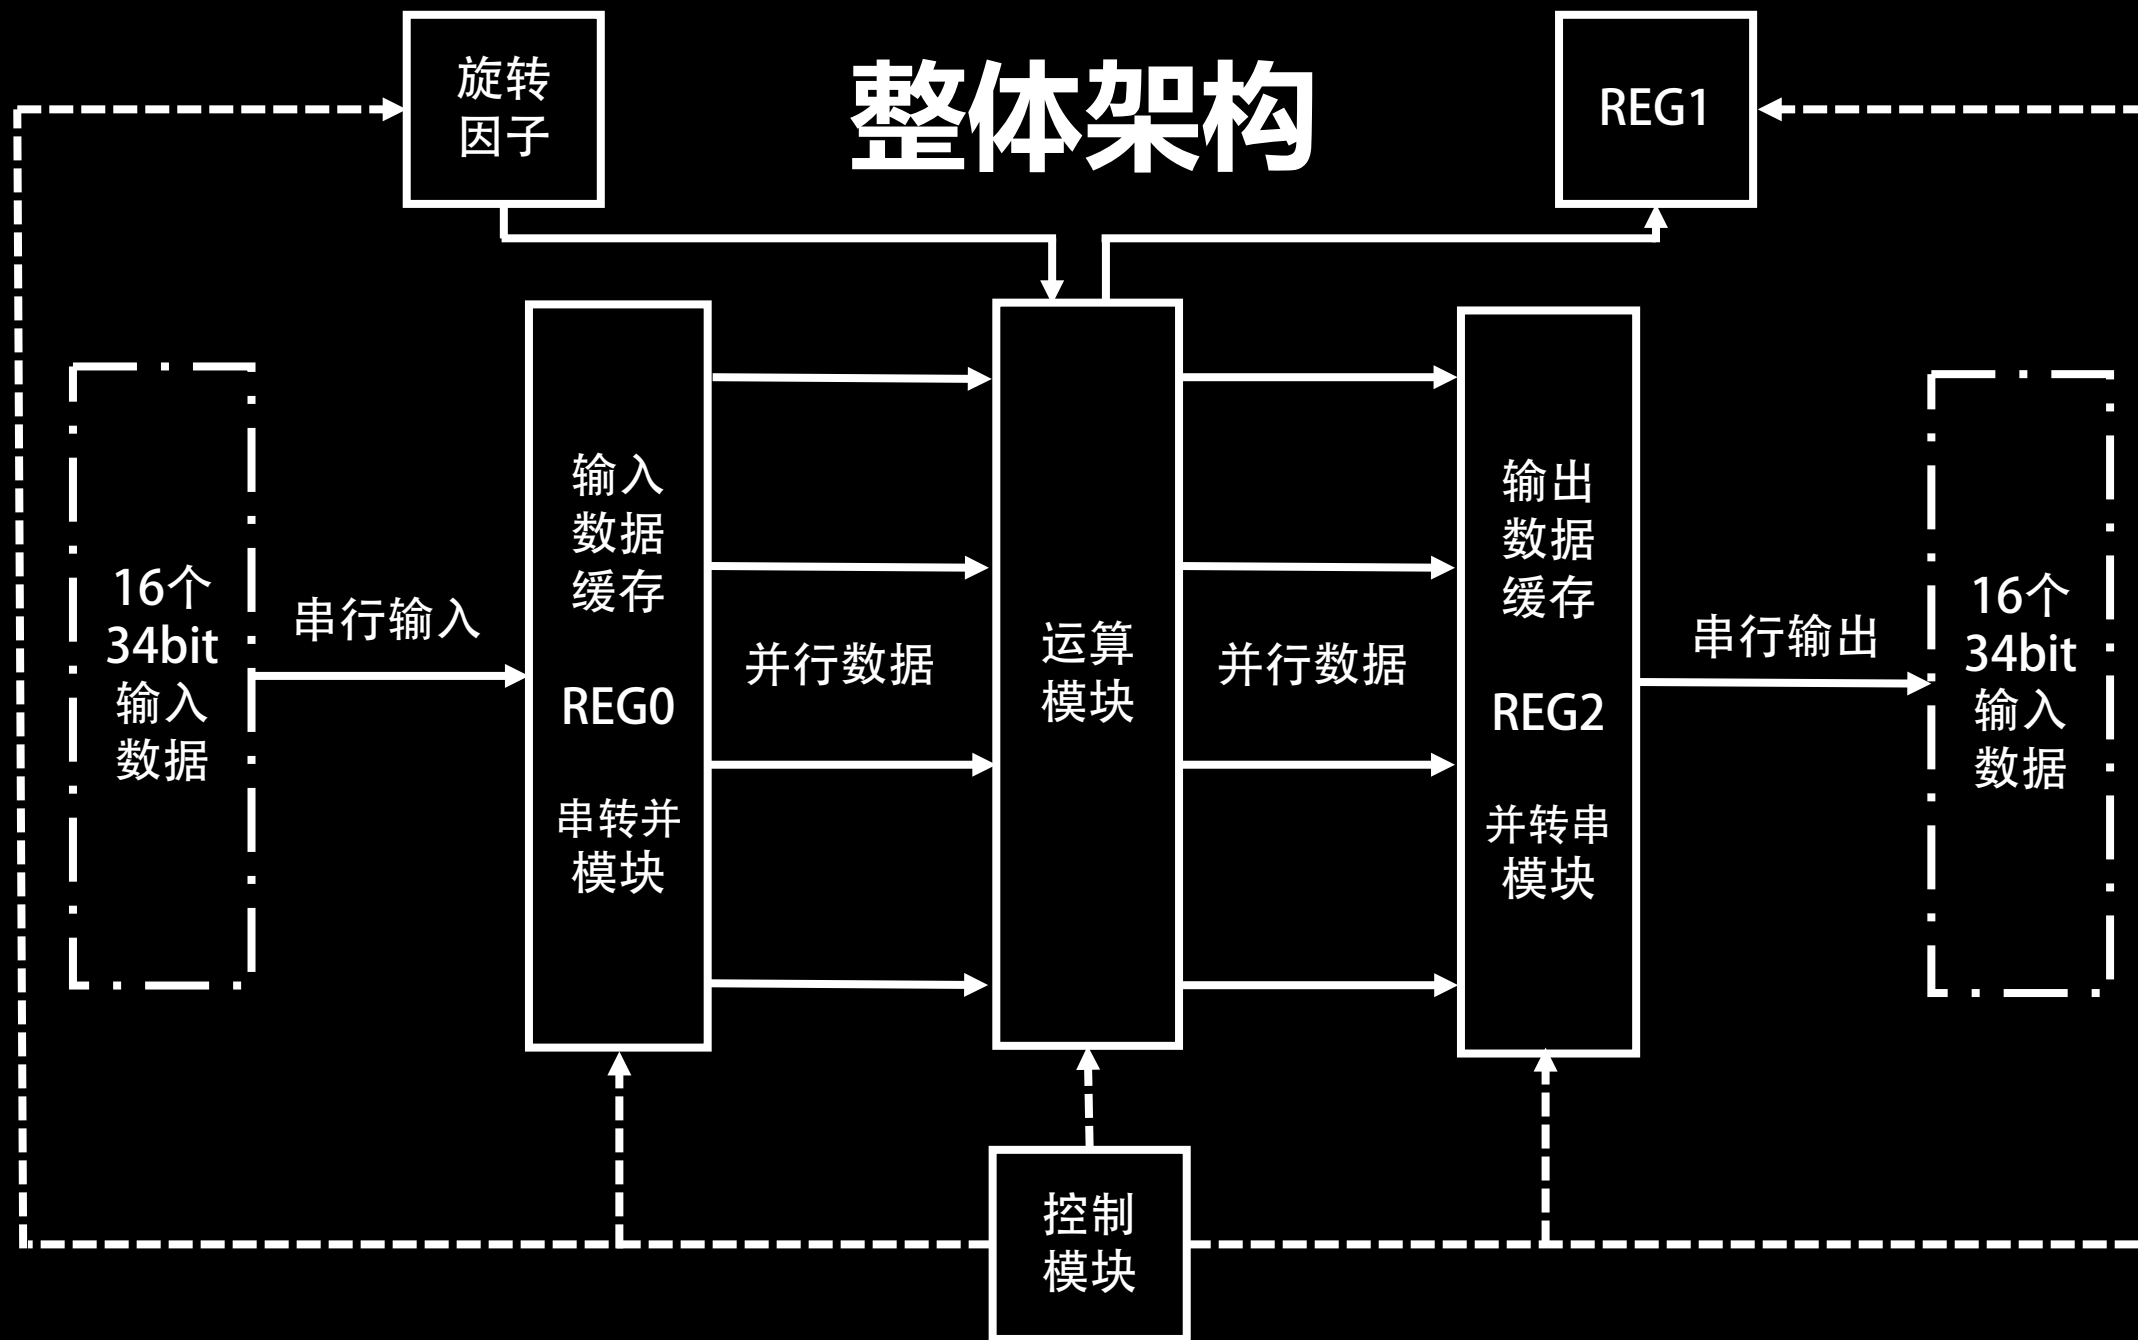 整体架构
旋转
因子
REG1
16个
34bit
输入
数据
串行输入
输入
数据
缓存
REG0
串转并
模块
并行数据
运算
模块
并行数据
输出
数据
缓存
REG2
并转串
模块
串行输出
16个
34bit
输入
数据
控制
模块